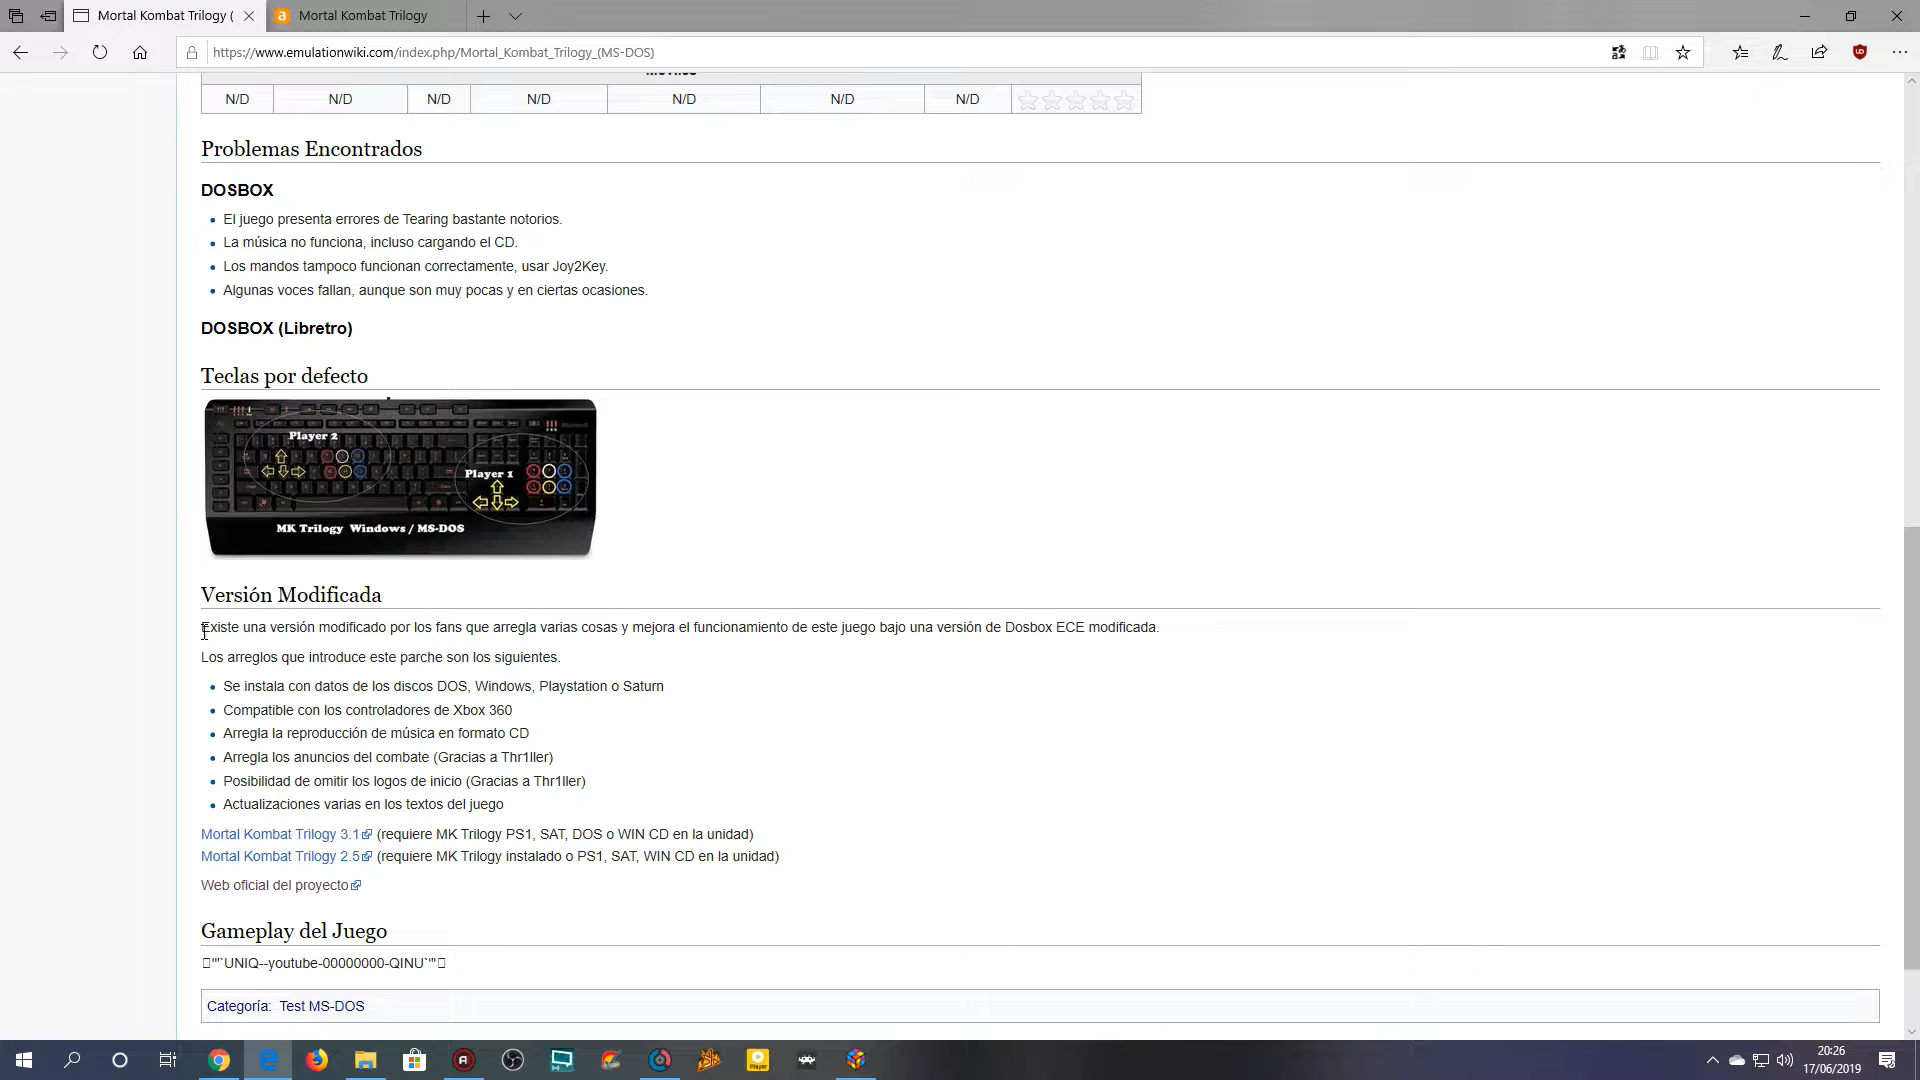 Mortal Kombat Trilogy (
Mortal Kombat Trilogy
https://www.emulationwiki.com/index.php/Mortal_Kombat_Trilogy_(MS-DOS)
N/D N/D N/D N/D N/D N/D N/D
Problemas Encontrados
DOSBOX
El juego presenta errores de Tearing bastante notorios.
La música no funciona, incluso cargando el CD.
Los mandos tampoco funcionan correctamente, usar Joy2Key.
Algunas voces fallan, aunque son muy pocas y en ciertas ocasiones.
DOSBOX (Libretro)
Teclas por defecto
Player 2
Player 1
MK Trilogy Windows / MS-DOS
Versión Modificada
Existe una versión modificado por los fans que arregla varias cosas y mejora el funcionamiento de este juego bajo una versión de Dosbox ECE modificada.
Los arreglos que introduce este parche son los siguientes.
Se instala con datos de los discos DOS, Windows, Playstation o Saturn
Compatible con los controladores de Xbox 360
Arregla la reproducción de música en formato CD
Arregla los anuncios del combate (Gracias a Thr1ller)
Posibilidad de omitir los logos de inicio (Gracias a Thr1ller)
Actualizaciones varias en los textos del juego
Mortal Kombat Trilogy 3.1 (requiere MK Trilogy PS1, SAT, DOS o WIN CD en la unidad)
Mortal Kombat Trilogy 2.5 (requiere MK Trilogy instalado o PS1, SAT, WIN CD en la unidad)
Web oficial del proyecto
Gameplay del Juego
'"`UNIQ--youtube-00000000-QINU`"'
Categoría: Test MS-DOS
20:26
17/06/2019